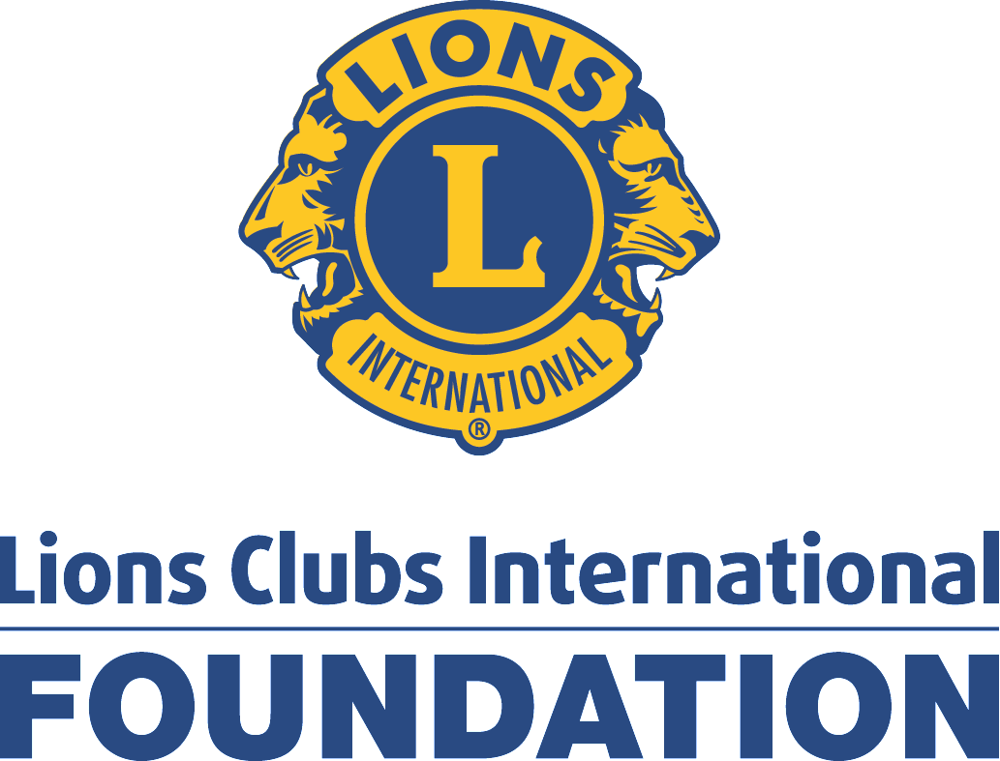 LIONS
L
INTERNATIONAL
®
Lions Clubs International
FOUNDATION